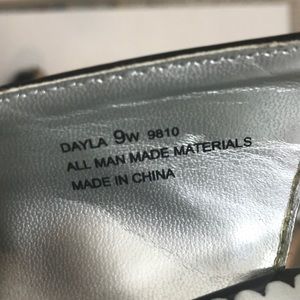 DAYLA 9W 9810
ALL MAN MADE MATERIALS
MADE IN CHINA